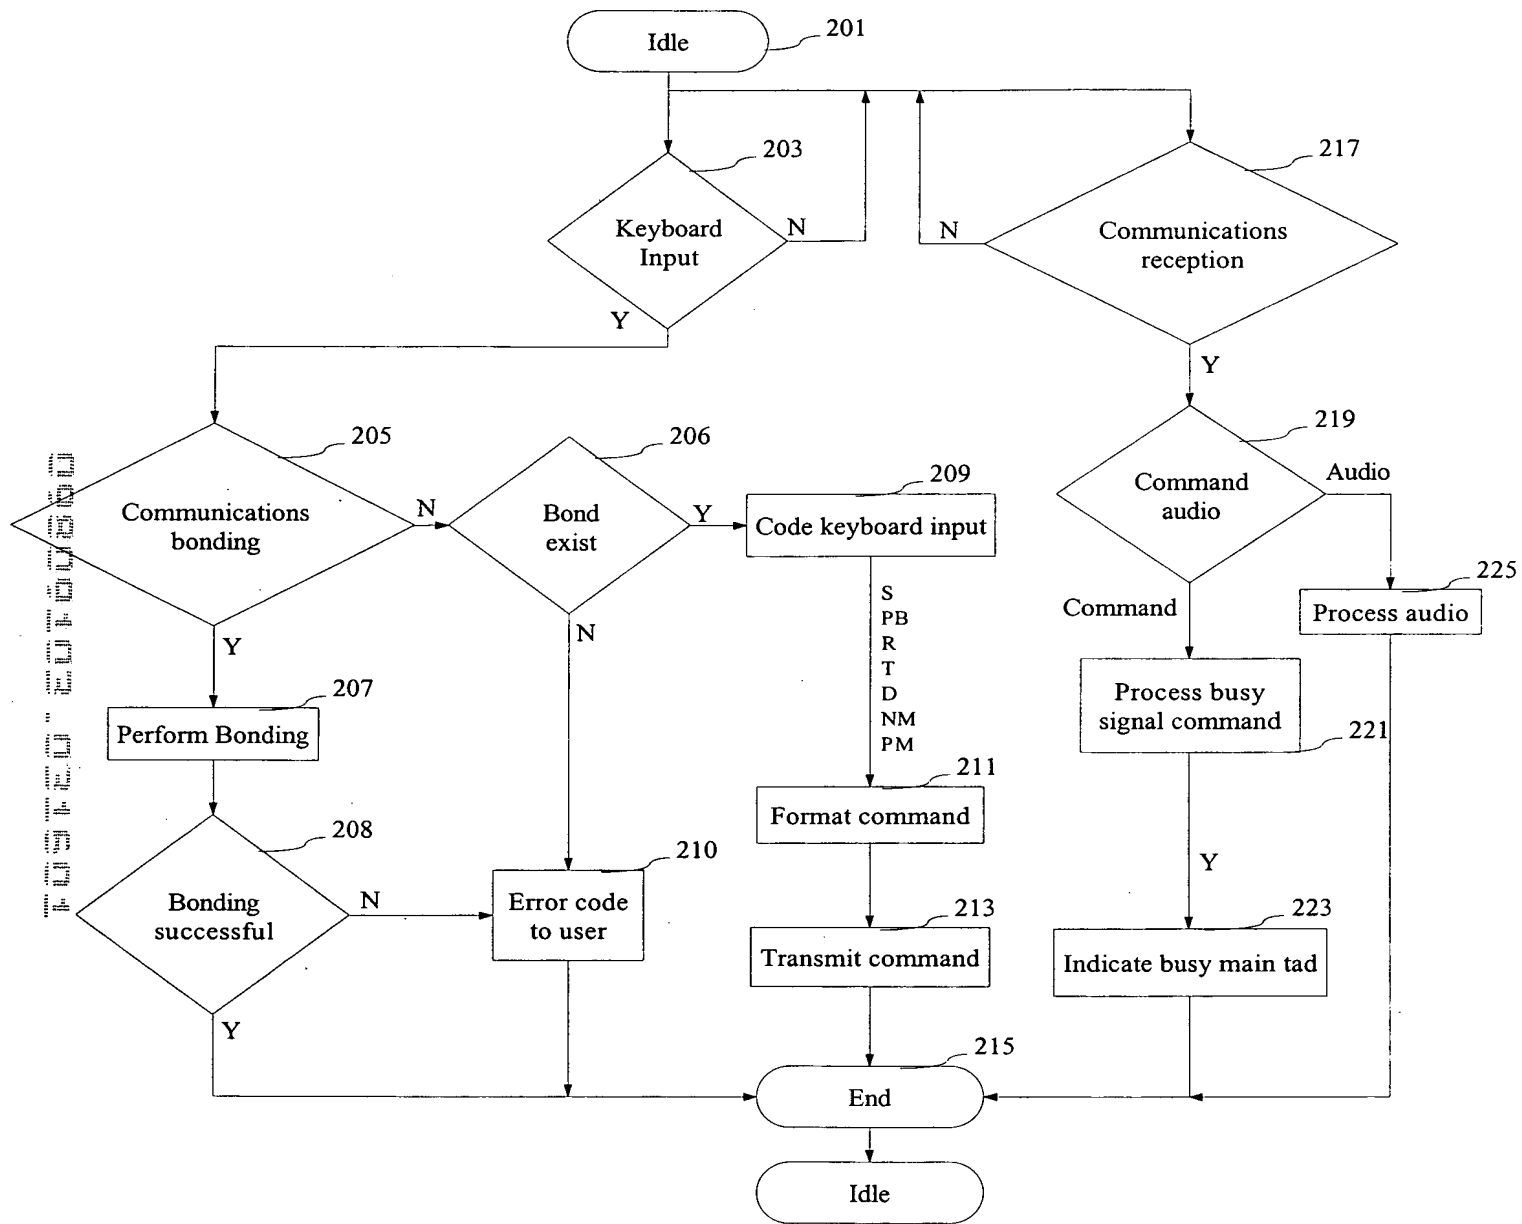 Idle
201
203
217
Keyboard
Input
N
N
Communications
reception
Y
Y
205
206
219
Communications
bonding
N
Bond
exist
Y
209
Code keyboard input
Command
audio
Audio
Y
N
S
PB
R
T
D
NM
PM
Command
225
Process audio
207
Perform Bonding
Process busy
signal command
221
208
Bonding
successful
N
210
Error code
to user
211
Format command
Y
213
Transmit command
223
Indicate busy main tad
Y
215
End
Idle